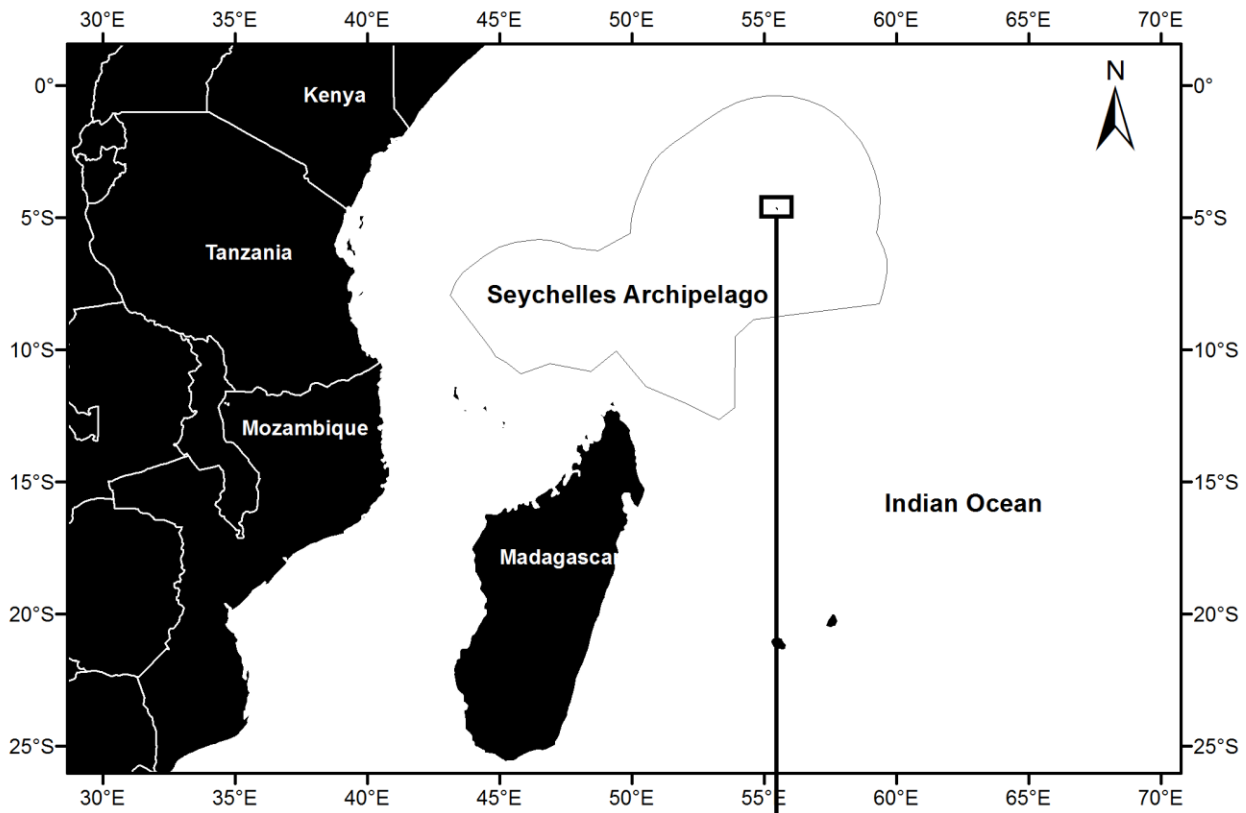 30°E 35°E 40°E 45°E 50°E 55°E 60°E 65°E 70°E
N
0° 0°
Kenya
5°S 5°S
Tanzania
Seychelles Archipelago
10°S 10°S
Mozambique
15°S 15°S
Indian Ocean
Madagascar
20°S 20°S
25°S 25°S
30°E 35°E 40°E 45°E 50°E 55°E 60°E 65°E 70°E